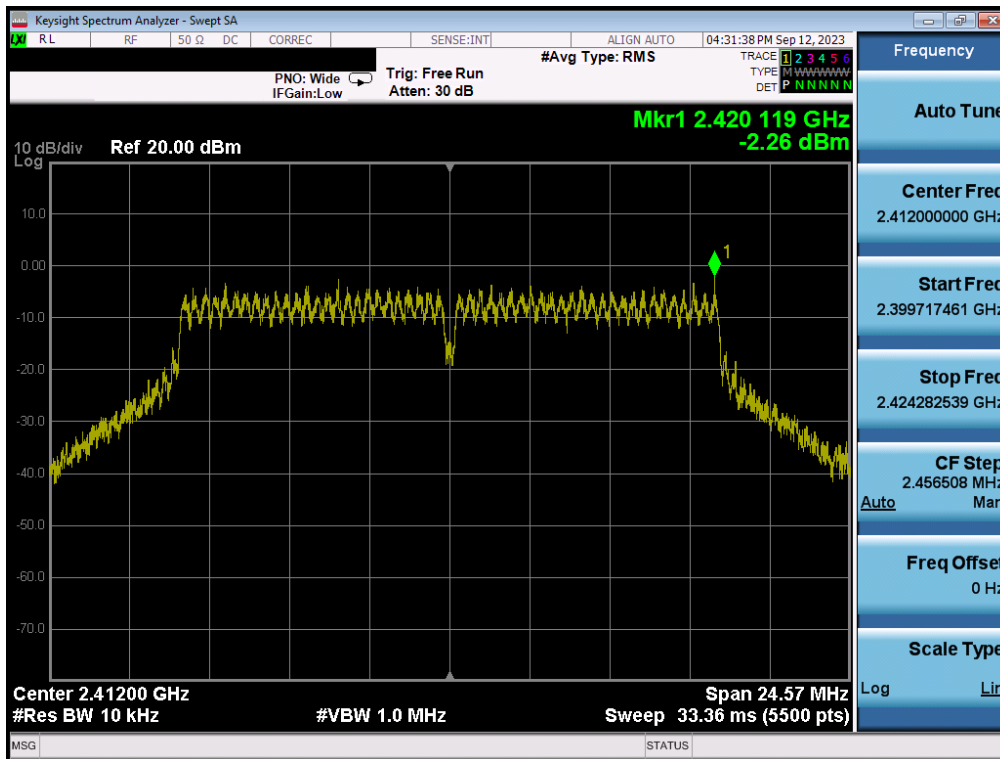 Keysight Spectrum Analyzer - Swept SA
LXI RL RF 50 Ω DC CORREC SENSE:INT ALIGN AUTO 04:31:38 PM Sep 12, 2023
PNO: Wide
IFGain:Low
Trig: Free Run
Atten: 30 dB
#Avg Type: RMS
TRACE 1 2 3 4 5 6
TYPE M WWWWW
DET P N N N N N
Mkr1 2.420 119 GHz
-2.26 dBm
10 dB/div Ref 20.00 dBm
Log
10.0
0.00
-10.0
-20.0
-30.0
-40.0
-50.0
-60.0
-70.0
1
Center 2.41200 GHz Span 24.57 MHz
#Res BW 10 kHz #VBW 1.0 MHz Sweep 33.36 ms (5500 pts)
MSG STATUS
Frequency
Auto Tune
Center Freq
2.412000000 GHz
Start Freq
2.399717461 GHz
Stop Freq
2.424282539 GHz
CF Step
2.456508 MHz
Auto Man
Freq Offset
0 Hz
Scale Type
Log Lin